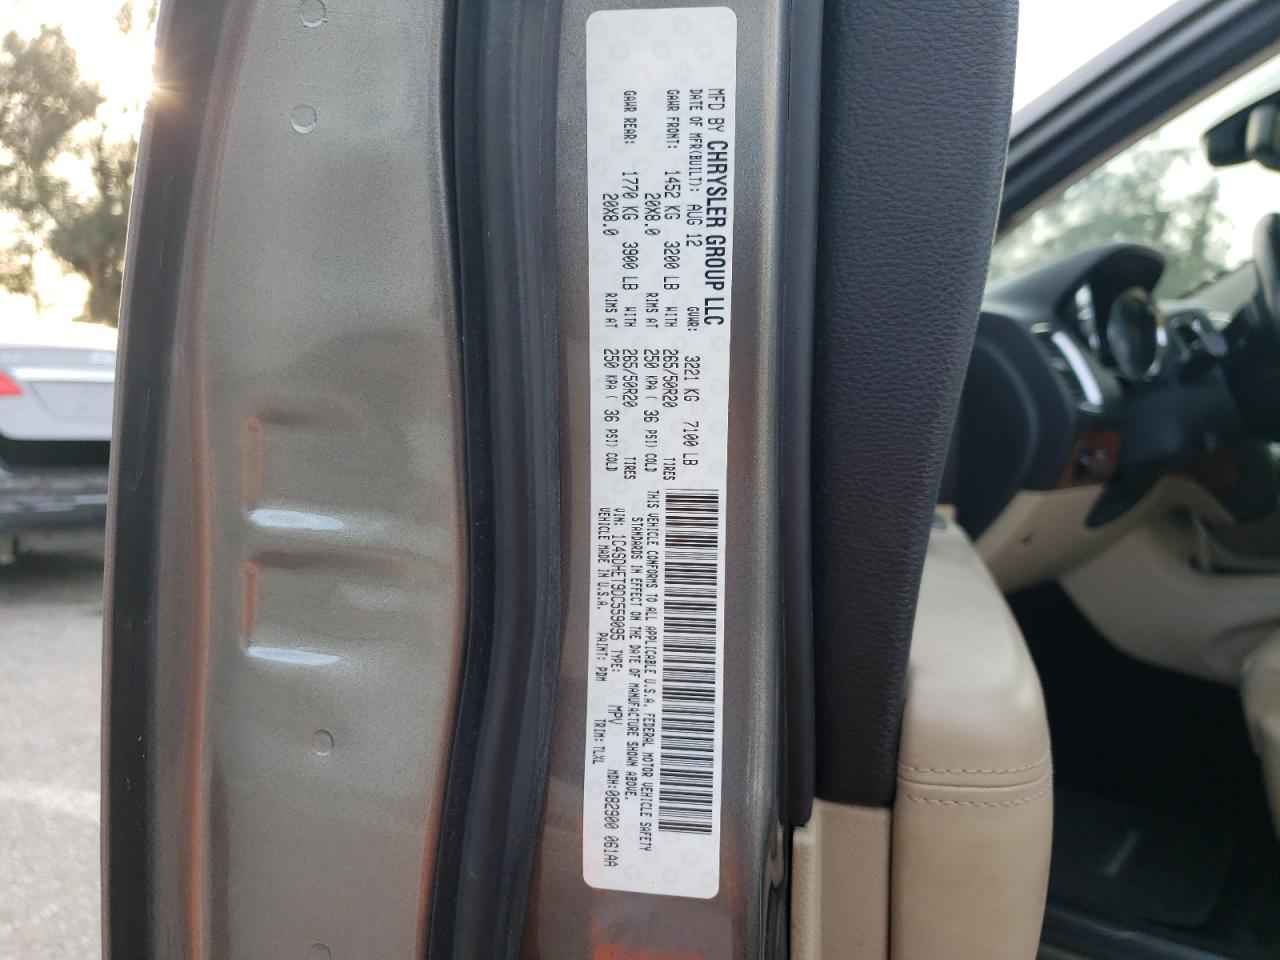 MFD BY CHRYSLER GROUP LLC
DATE OF MFR(BUILT): AUG 12 GVWR: 3221 KG 7100 LB
GAWR FRONT: 1452 KG 3200 LB WITH 265/50R20 TIRES
20X8.0 RIMS AT 250 KPA ( 36 PSI) COLD
GAWR REAR: 1770 KG 3900 LB WITH 265/50R20 TIRES
20X8.0 RIMS AT 250 KPA ( 36 PSI) COLD
THIS VEHICLE CONFORMS TO ALL APPLICABLE U.S.A. FEDERAL MOTOR VEHICLE SAFETY
STANDARDS IN EFFECT ON THE DATE OF MANUFACTURE SHOWN ABOVE.
VIN: 1C4SDHET9DC559095 TYPE: MPV MDH:082900 061AA
VEHICLE MADE IN U.S.A. PAINT: PDM TRIM: TLXL